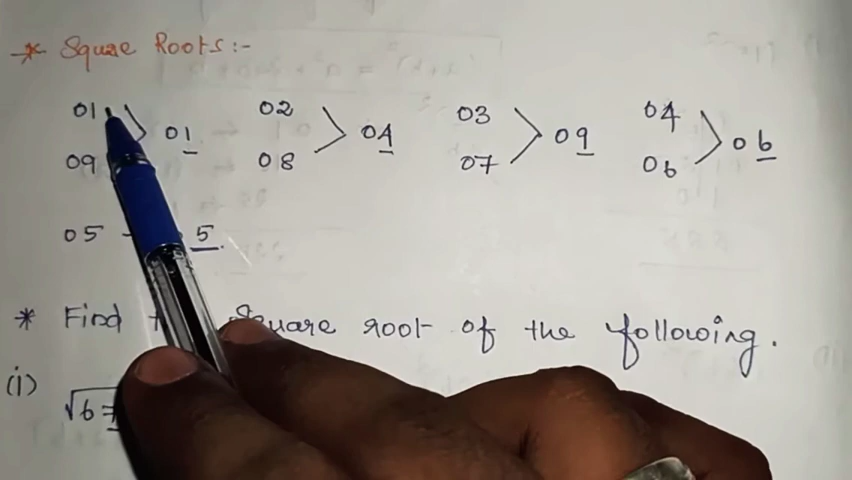 * Square Roots:-
01 09 > 01 02 08 > 04 03 07 > 09 04 06 > 06
05 - 5.
* Find Square root of the following.
(i) √67